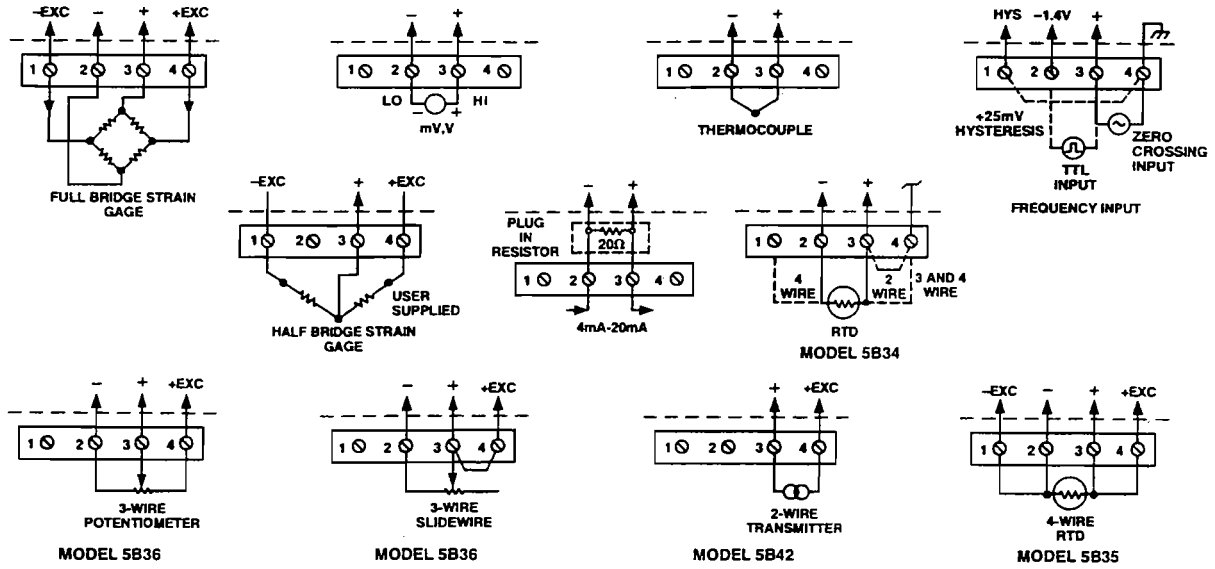 –EXC – + +EXC
1 2 3 4
FULL BRIDGE STRAIN
GAGE
– +
1 2 3 4
LO HI
– +
mV,V
– +
1 2 3 4
THERMOCOUPLE
HYS –1.4V +
1 2 3 4
+25mV
HYSTERESIS
ZERO
CROSSING
INPUT
TTL
INPUT
FREQUENCY INPUT
–EXC + +EXC
1 2 3 4
USER
SUPPLIED
HALF BRIDGE STRAIN
GAGE
– +
PLUG
IN
RESISTOR
20Ω
1 2 3 4
4mA-20mA
– +
1 2 3 4
4
WIRE
2
WIRE
3 AND 4
WIRE
RTD
MODEL 5B34
– + +EXC
1 2 3 4
3-WIRE
POTENTIOMETER
MODEL 5B36
– + +EXC
1 2 3 4
3-WIRE
SLIDEWIRE
MODEL 5B36
+ +EXC
1 2 3 4
2-WIRE
TRANSMITTER
MODEL 5B42
–EXC – + +EXC
1 2 3 4
4-WIRE
RTD
MODEL 5B35